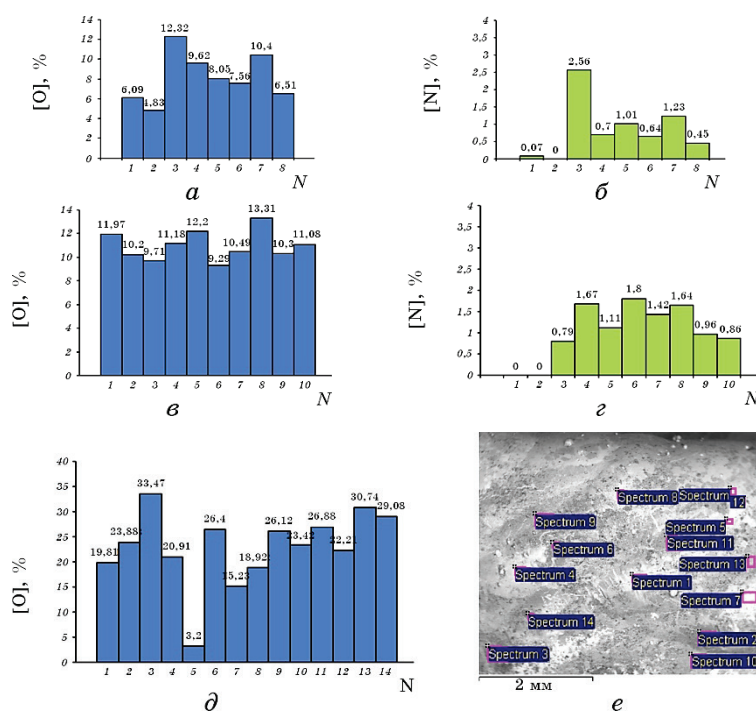 [O], %
14
12
10
8
6
4
2
0
6,09
4,83
12,32
9,62
8,05
7,56
10,4
6,51
1 2 3 4 5 6 7 8
N
а
[N], %
4
3,5
3
2,5
2
1,5
1
0,5
0
0,07
0
2,56
0,7
1,01
0,64
1,23
0,45
1 2 3 4 5 6 7 8
N
б
[O], %
14
12
10
8
6
4
2
0
11,97
10,2
9,71
11,18
12,2
9,29
10,49
13,31
10,3
11,08
1 2 3 4 5 6 7 8 9 10
N
в
[N], %
4
3,5
3
2,5
2
1,5
1
0,5
0
0
0
0,79
1,67
1,11
1,8
1,42
1,64
0,96
0,86
1 2 3 4 5 6 7 8 9 10
N
г
[O], %
40
35
30
25
20
15
10
5
0
19,81
23,88
33,47
20,91
3,2
26,4
15,23
18,92
26,12
23,42
26,88
22,21
30,74
29,08
1 2 3 4 5 6 7 8 9 10 11 12 13 14
N
д
Spectrum 8
Spectrum 12
Spectrum 9
Spectrum 5
Spectrum 6
Spectrum 11
Spectrum 13
Spectrum 4
Spectrum 1
Spectrum 7
Spectrum 14
Spectrum 2
Spectrum 3
Spectrum 10
2 мм
е